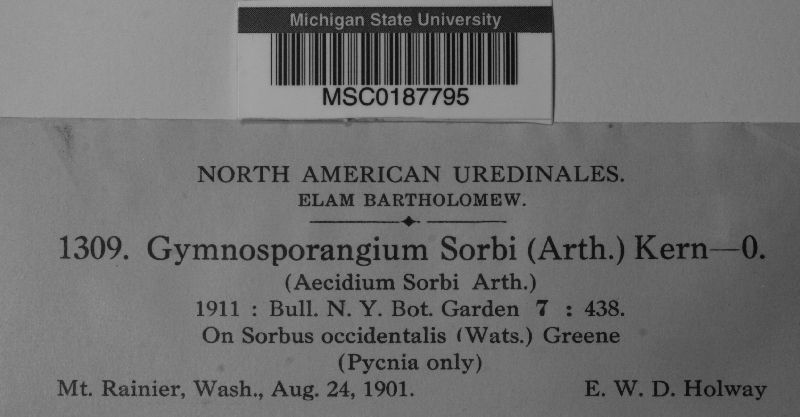 Michigan State University
MSC0187795
NORTH AMERICAN UREDINALES.
ELAM BARTHOLOMEW.
1309. Gymnosporangium Sorbi (Arth.) Kern—0.
(Aecidium Sorbi Arth.)
1911 : Bull. N. Y. Bot. Garden 7 : 438.
On Sorbus occidentalis (Wats.) Greene
(Pycnia only)
Mt. Rainier, Wash., Aug. 24, 1901. E. W. D. Holway